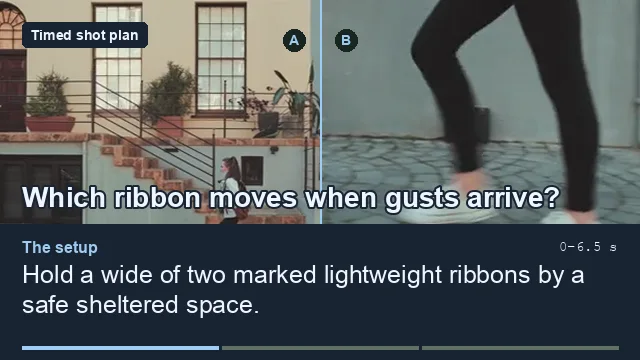 Timed shot plan
A
B
Which ribbon moves when gusts arrive?
The setup
0–6.5 s
Hold a wide of two marked lightweight ribbons by a
safe sheltered space.